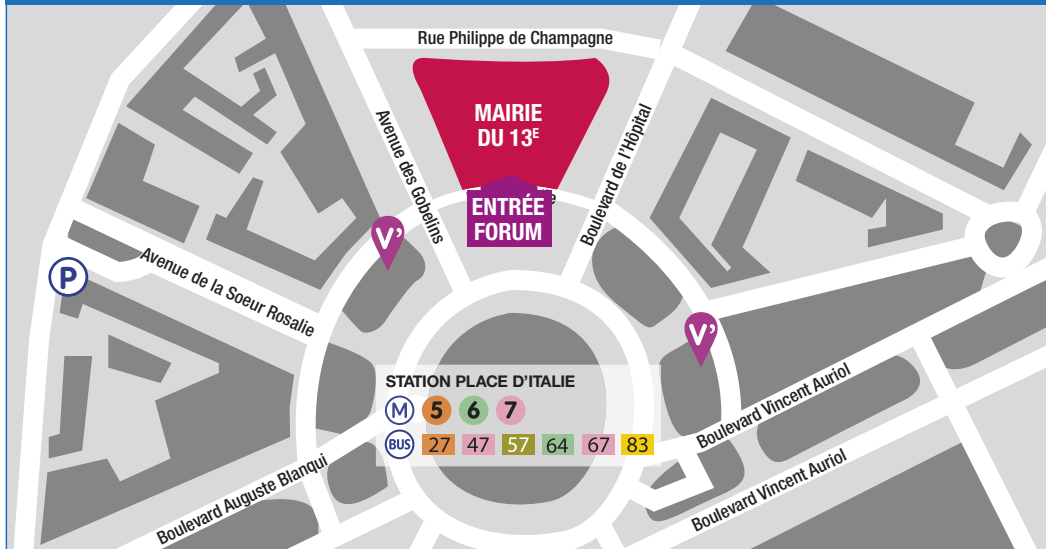 Rue Philippe de Champagne
MAIRIE
DU 13E
Avenue des Gobelins
Boulevard de l'Hôpital
ENTRÉE
FORUM
V'
Avenue de la Soeur Rosalie
P
V'
STATION PLACE D'ITALIE
M 5 6 7
BUS 27 47 57 64 67 83
Boulevard Vincent Auriol
Boulevard Auguste Blanqui
Boulevard Vincent Auriol